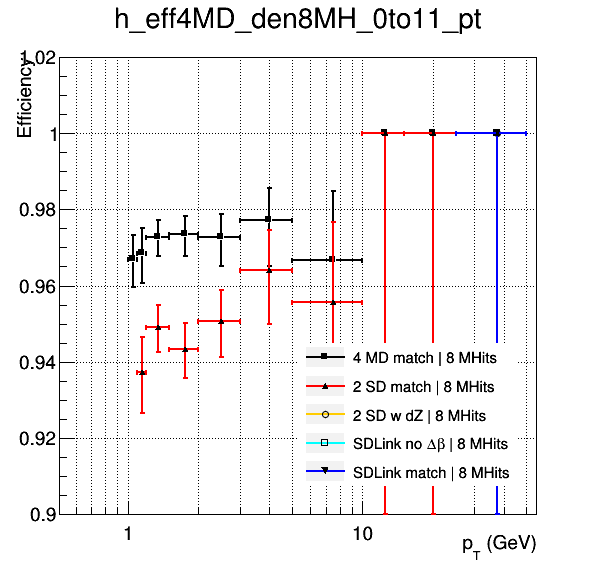 h_eff4MD_den8MH_0to11_pt
Efficiency
1.02
1
0.98
0.96
0.94
0.92
0.9
4 MD match | 8 MHits
2 SD match | 8 MHits
2 SD w dZ | 8 MHits
SDLink no Δβ | 8 MHits
SDLink match | 8 MHits
1
10
p_T (GeV)